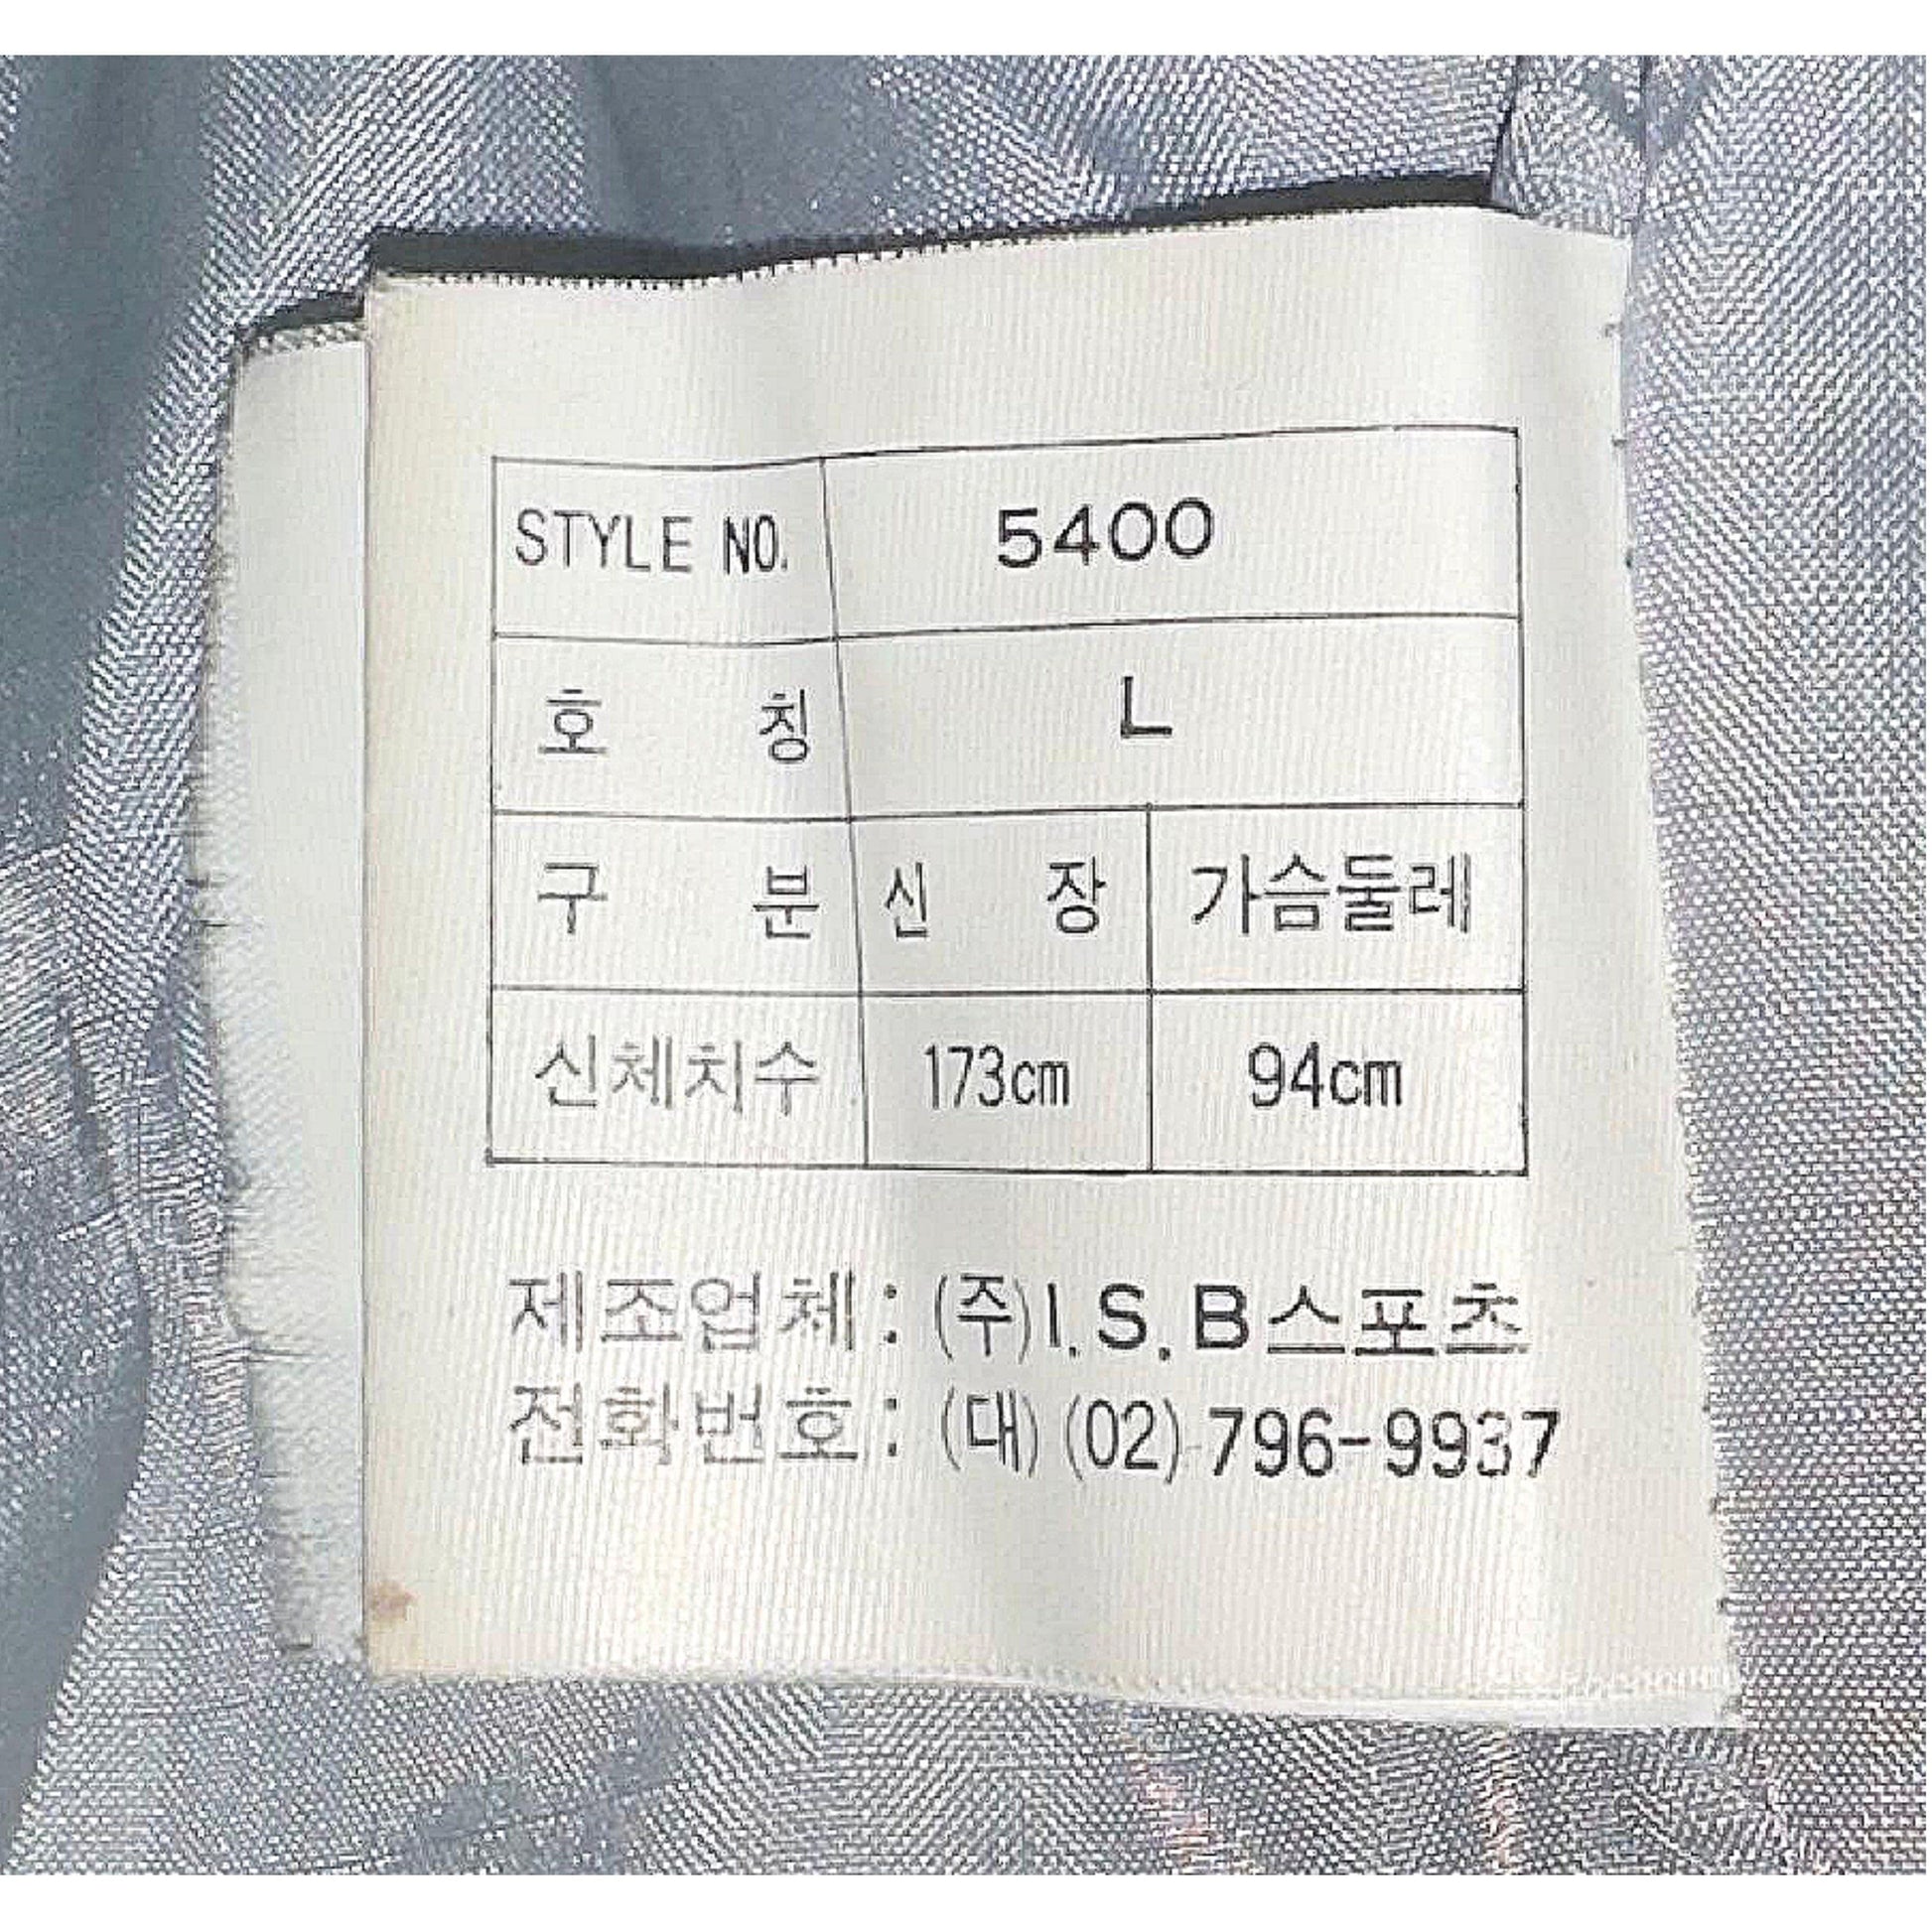 STYLE NO. 5400
호 칭 L
구 분 신 장 가슴둘레
신체치수 173cm 94cm
제조업체 : (주)I.S.B스포츠
전화번호 : (대) (02) 796-9937